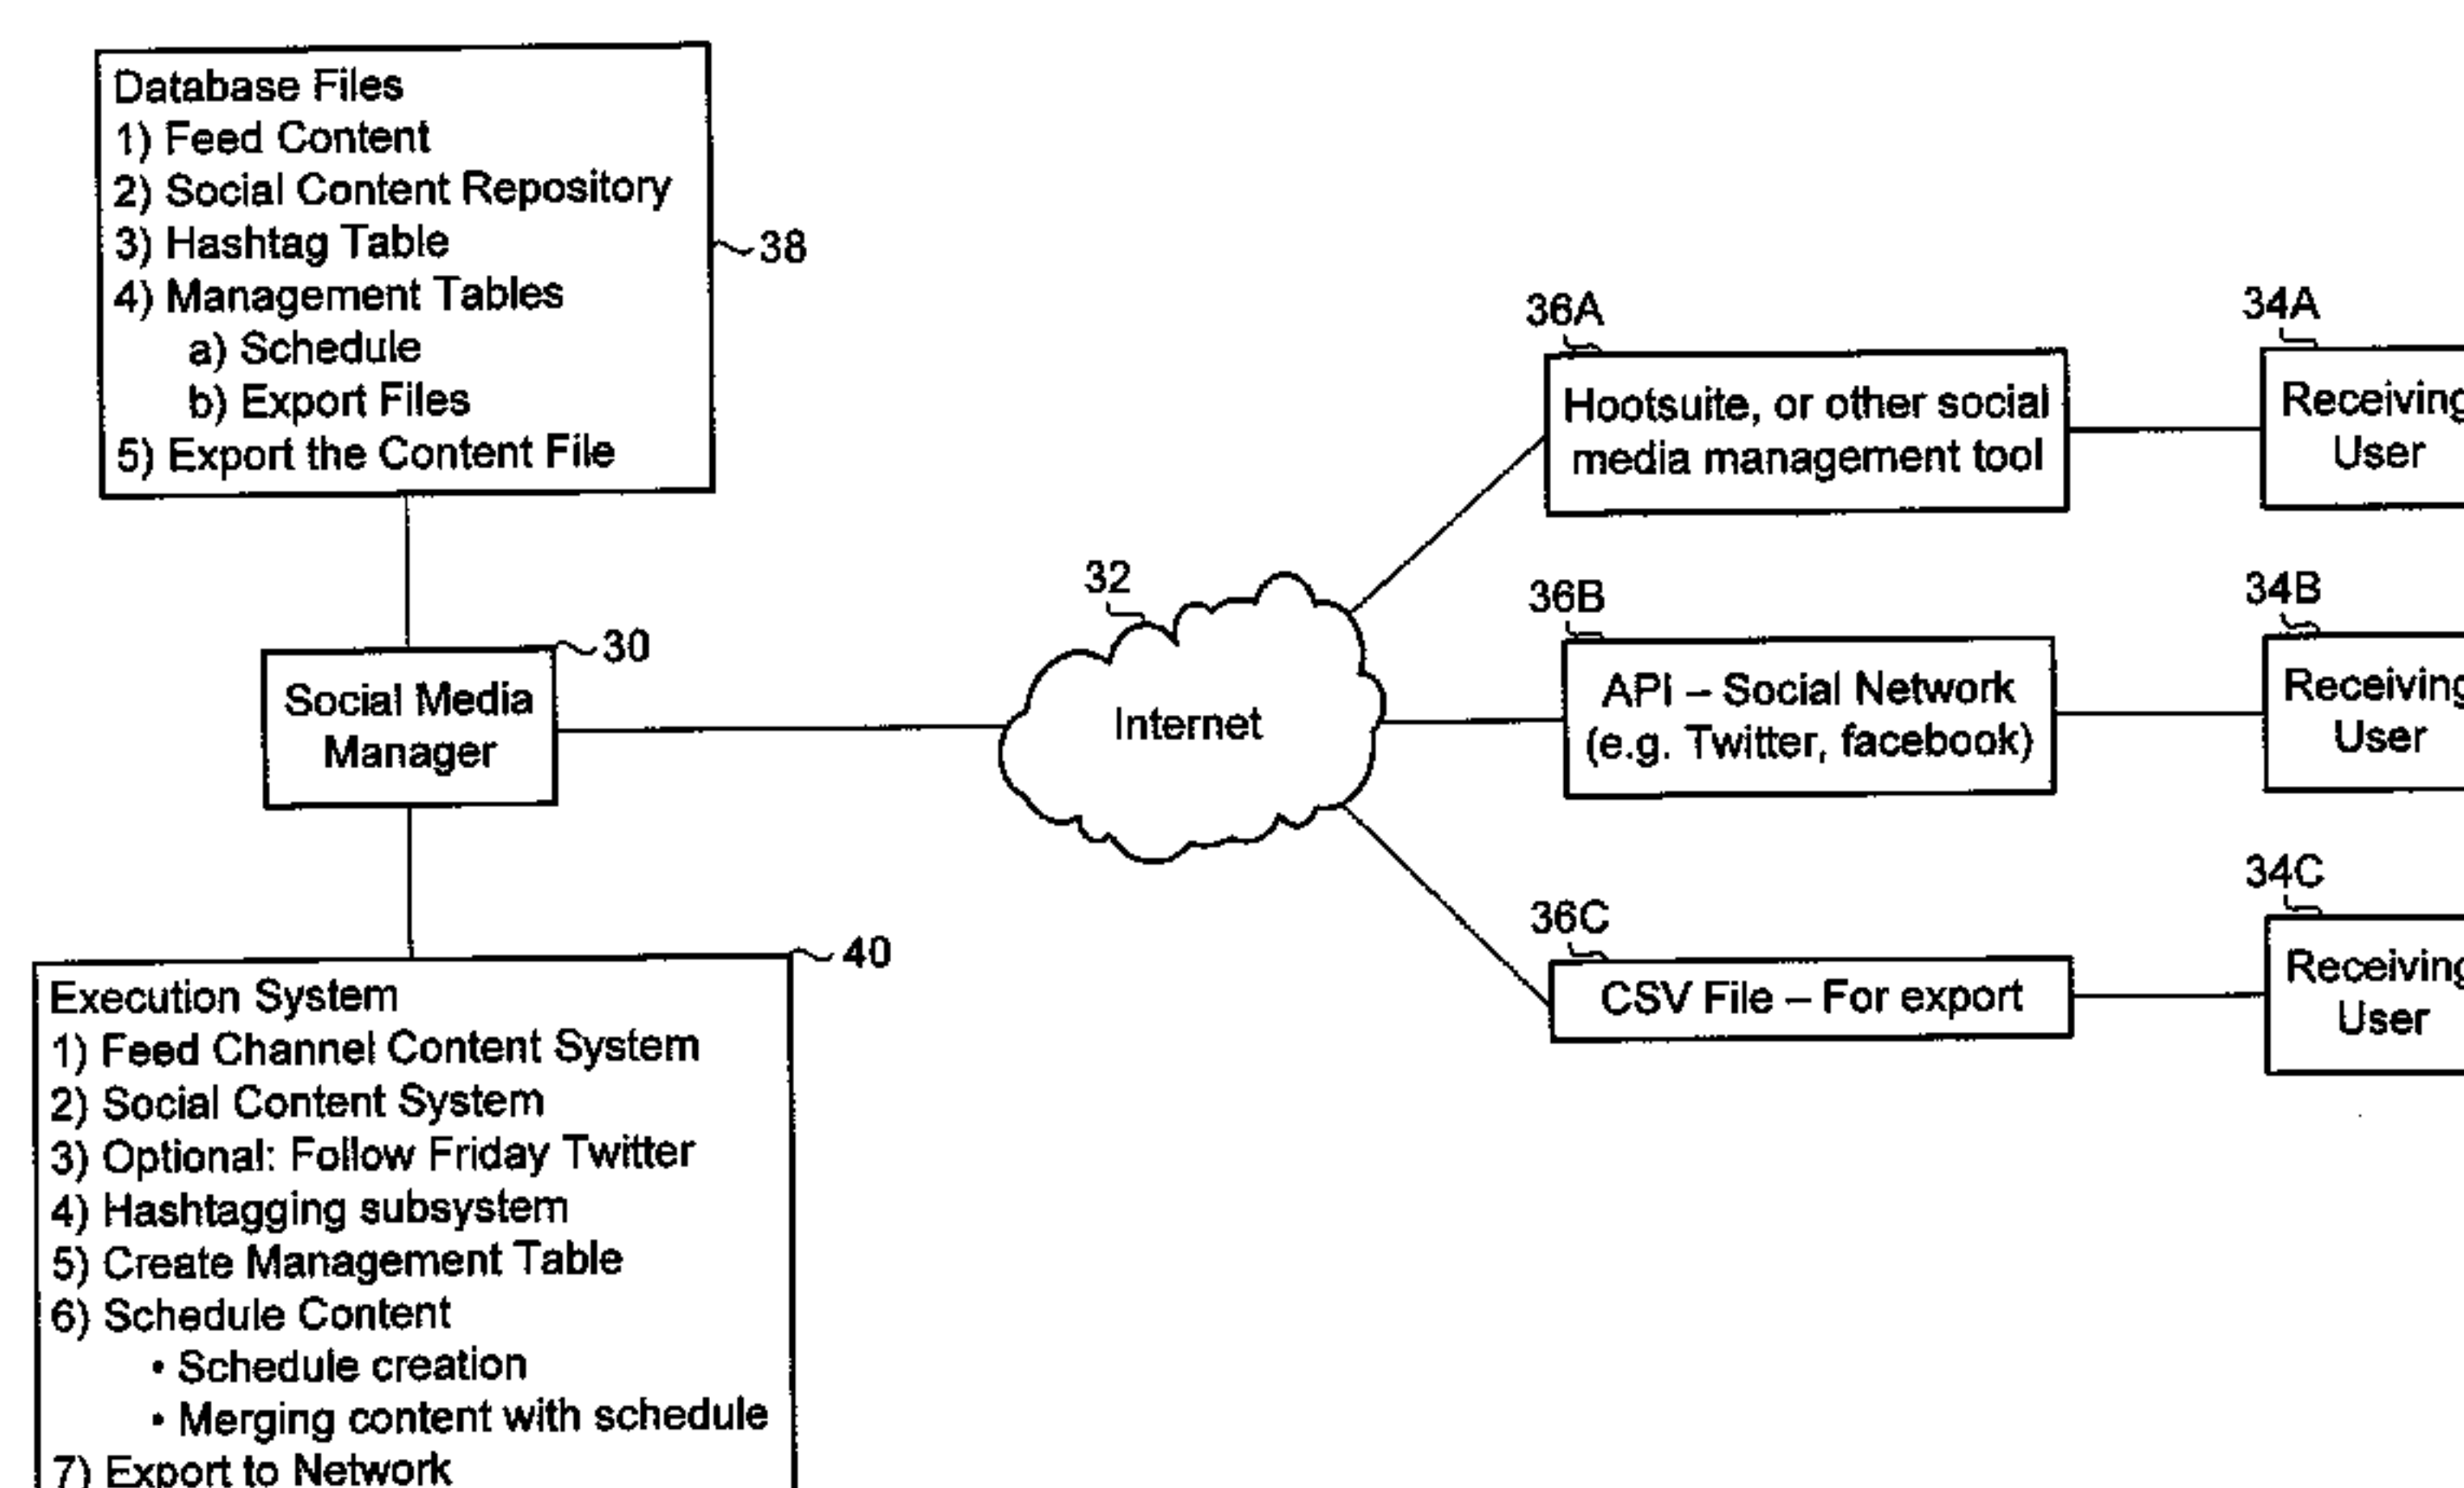 Database Files
1) Feed Content
2) Social Content Repository
3) Hashtag Table
4) Management Tables
a) Schedule
b) Export Files
5) Export the Content File
38
30
Social Media
Manager
40
Execution System
1) Feed Channel Content System
2) Social Content System
3) Optional: Follow Friday Twitter
4) Hashtagging subsystem
5) Create Management Table
6) Schedule Content
• Schedule creation
• Merging content with schedule
7) Export to Network
32
Internet
36A
Hootsuite, or other social
media management tool
34A
Receiving
User
36B
API – Social Network
(e.g. Twitter, facebook)
34B
Receiving
User
36C
CSV File – For export
34C
Receiving
User